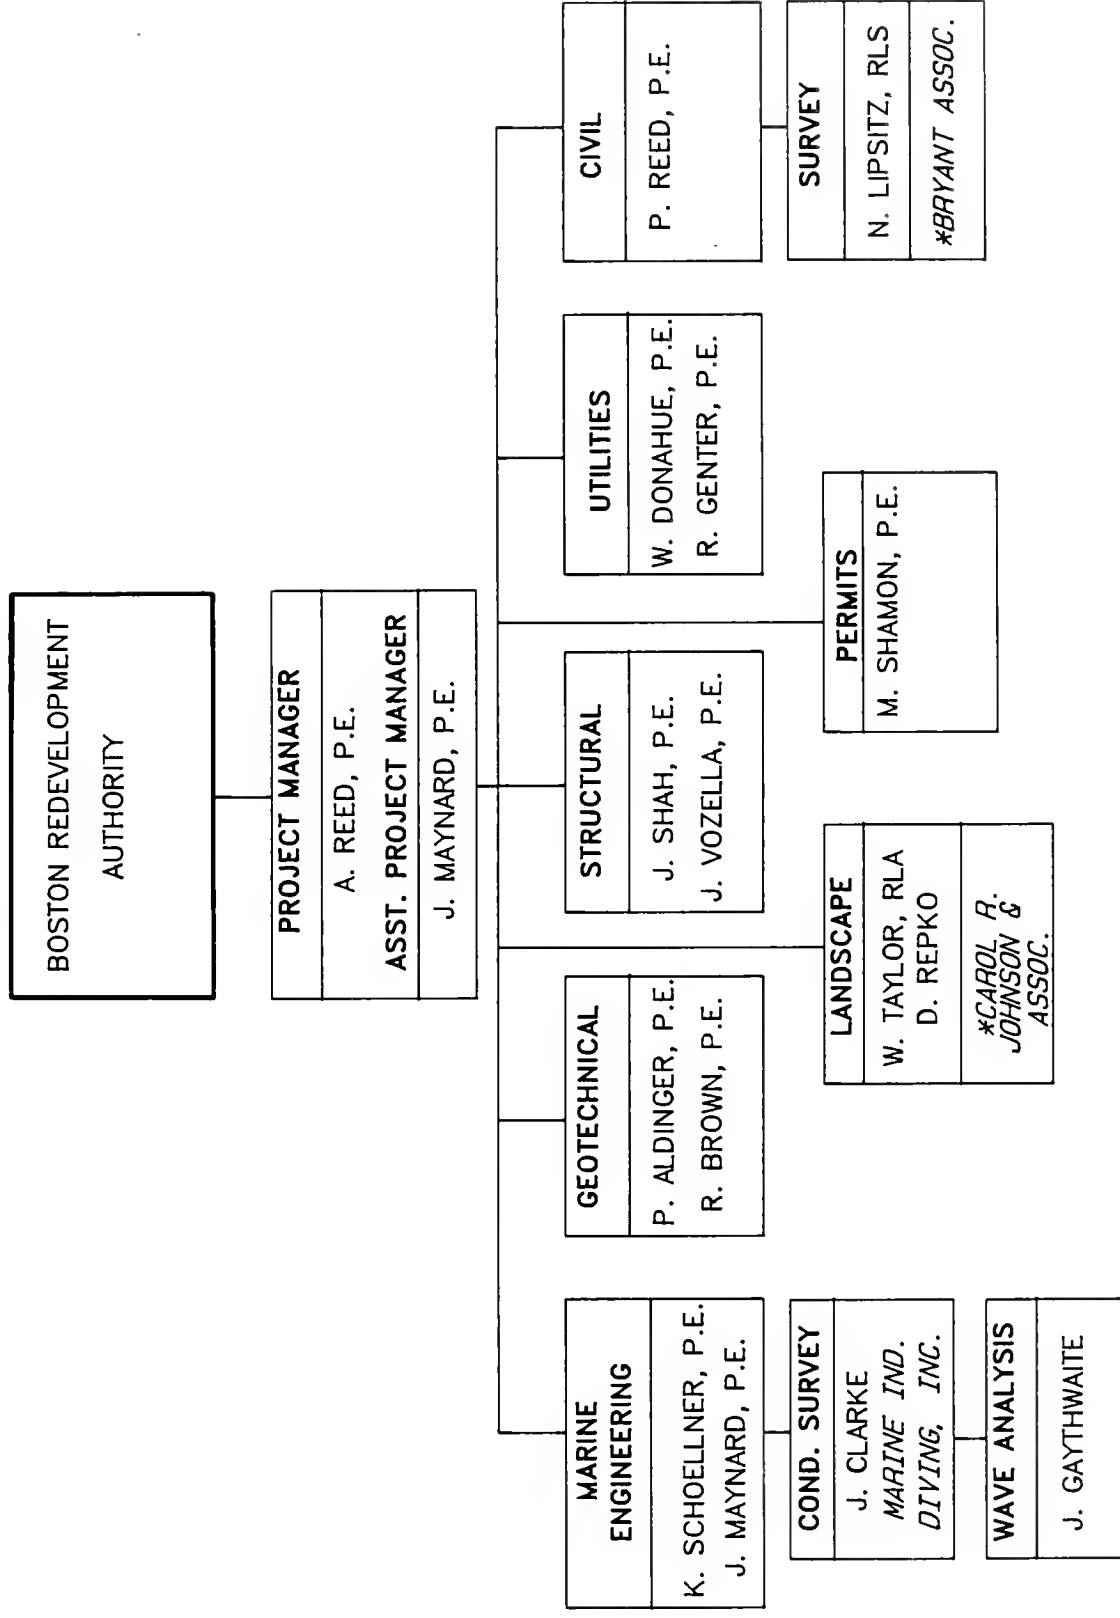 BOSTON REDEVELOPMENT
AUTHORITY
PROJECT MANAGER
A. REED, P.E.
ASST. PROJECT MANAGER
J. MAYNARD, P.E.
MARINE
ENGINEERING
K. SCHOELLNER, P.E.
J. MAYNARD, P.E.
COND. SURVEY
J. CLARKE
MARINE IND.
DIVING, INC.
WAVE ANALYSIS
J. GAYTHWAITE
GEOTECHNICAL
P. ALDINGER, P.E.
R. BROWN, P.E.
LANDSCAPE
W. TAYLOR, RLA
D. REPKO
*CAROL R.
JOHNSON &
ASSOC.
STRUCTURAL
J. SHAH, P.E.
J. VOZELLA, P.E.
PERMITS
M. SHAMON, P.E.
UTILITIES
W. DONAHUE, P.E.
R. GENTER, P.E.
CIVIL
P. REED, P.E.
SURVEY
N. LIPSITZ, RLS
*BRYANT ASSOC.